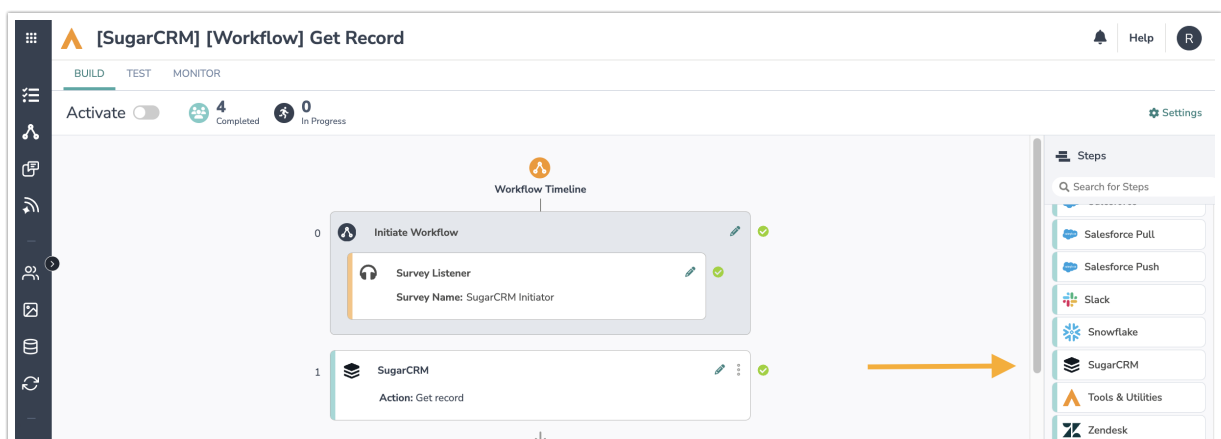 [SugarCRM] [Workflow] Get Record
Help
R
BUILD TEST MONITOR
Activate
4
Completed
0
In Progress
Settings
Workflow Timeline
0
Initiate Workflow
Survey Listener
Survey Name: SugarCRM Initiator
1
SugarCRM
Action: Get record
Steps
Search for Steps
Salesforce Pull
Salesforce Push
Slack
Snowflake
SugarCRM
Tools & Utilities
Zendesk